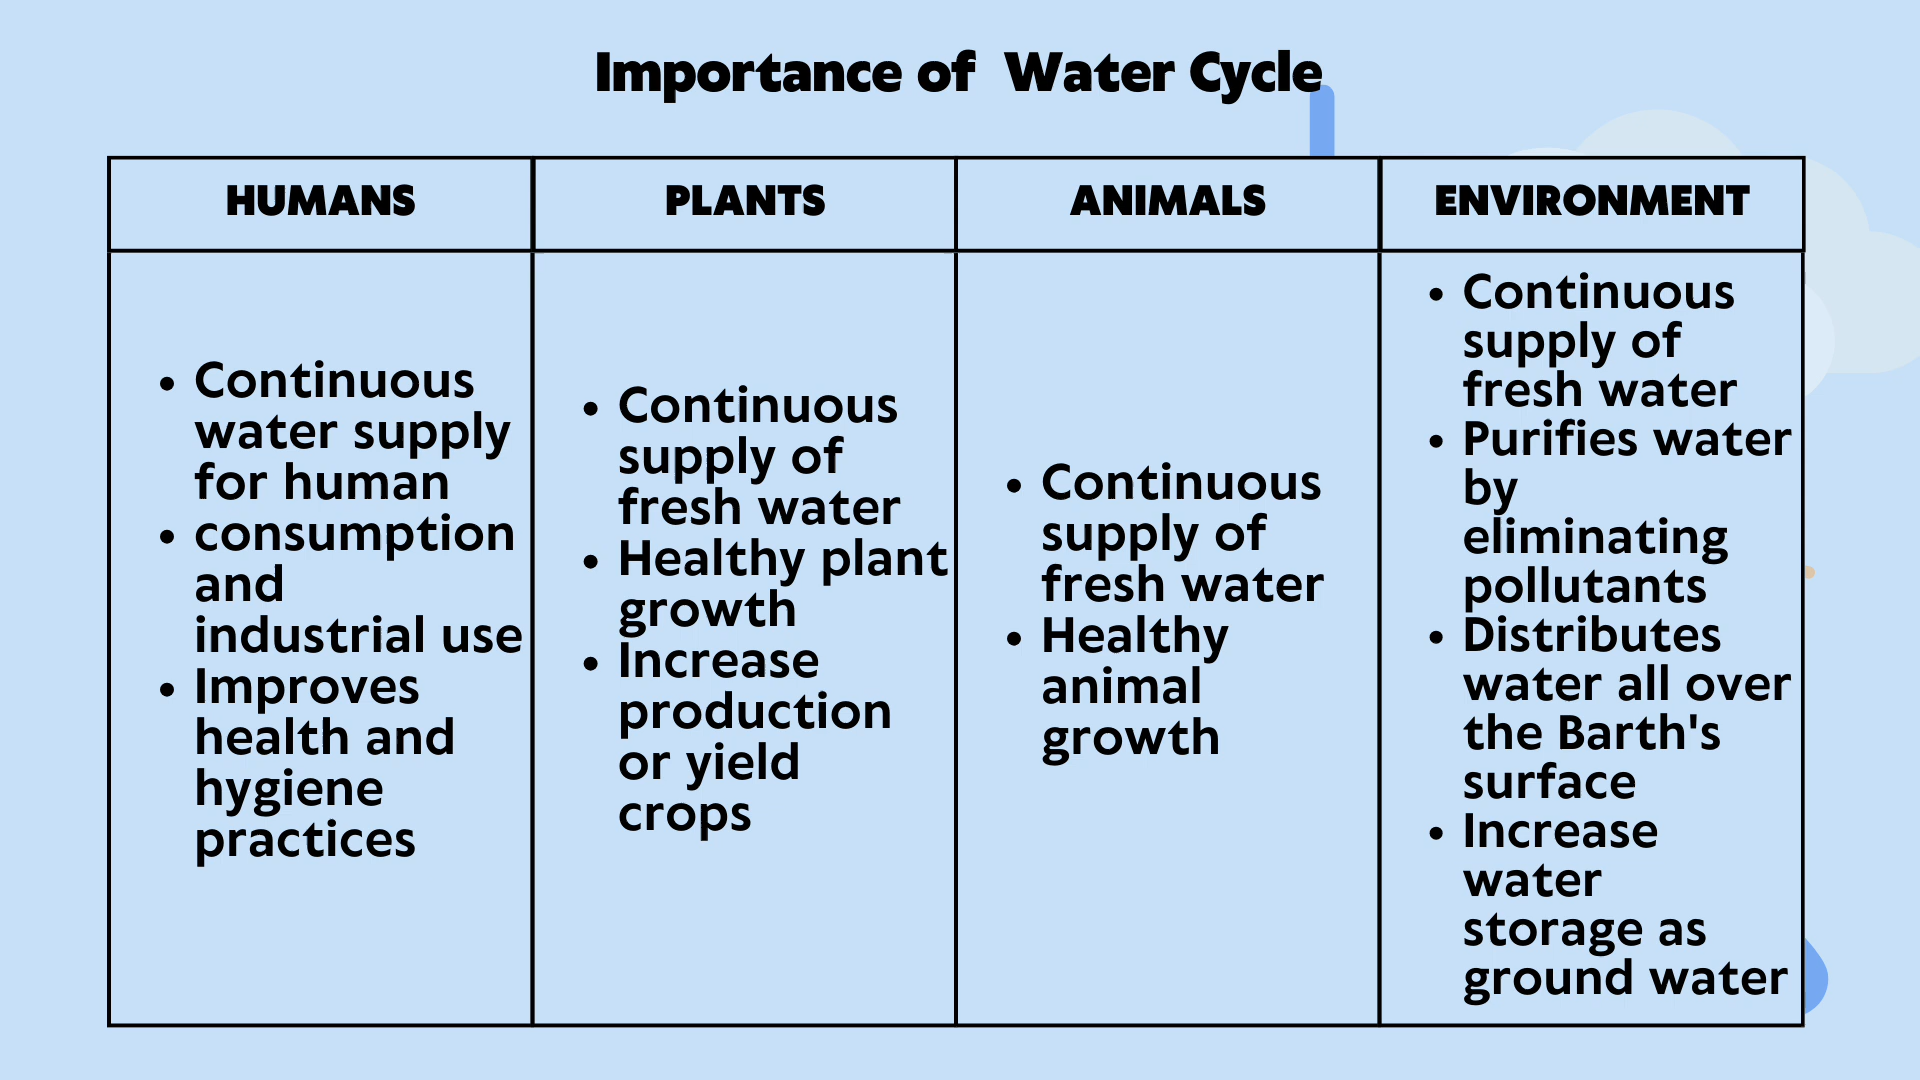 Importance of Water Cycle
HUMANS
PLANTS
ANIMALS
ENVIRONMENT
• Continuous
water supply
for human
• consumption
and
industrial use
• Improves
health and
hygiene
practices
• Continuous
supply of
fresh water
• Healthy plant
growth
• Increase
production
or yield
crops
• Continuous
supply of
fresh water
• Healthy
animal
growth
• Continuous
supply of
fresh water
• Purifies water
by
eliminating
pollutants
• Distributes
water all over
the Barth's
surface
• Increase
water
storage as
ground water